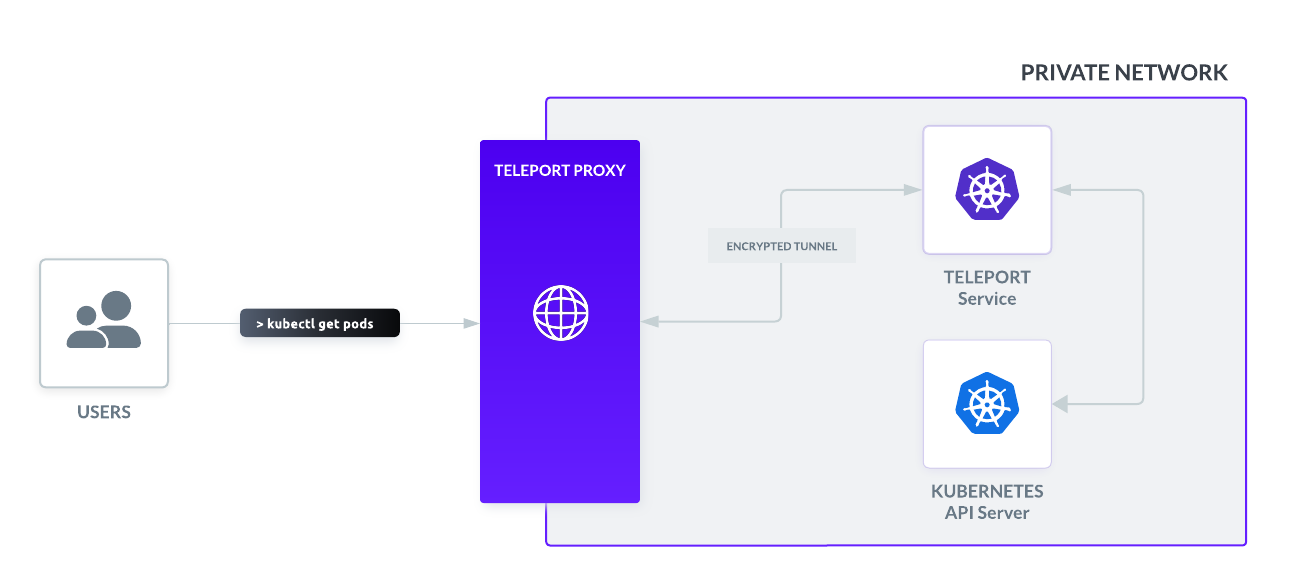 PRIVATE NETWORK
TELEPORT PROXY
ENCRYPTED TUNNEL
TELEPORT
Service
> kubectl get pods
USERS
KUBERNETES
API Server